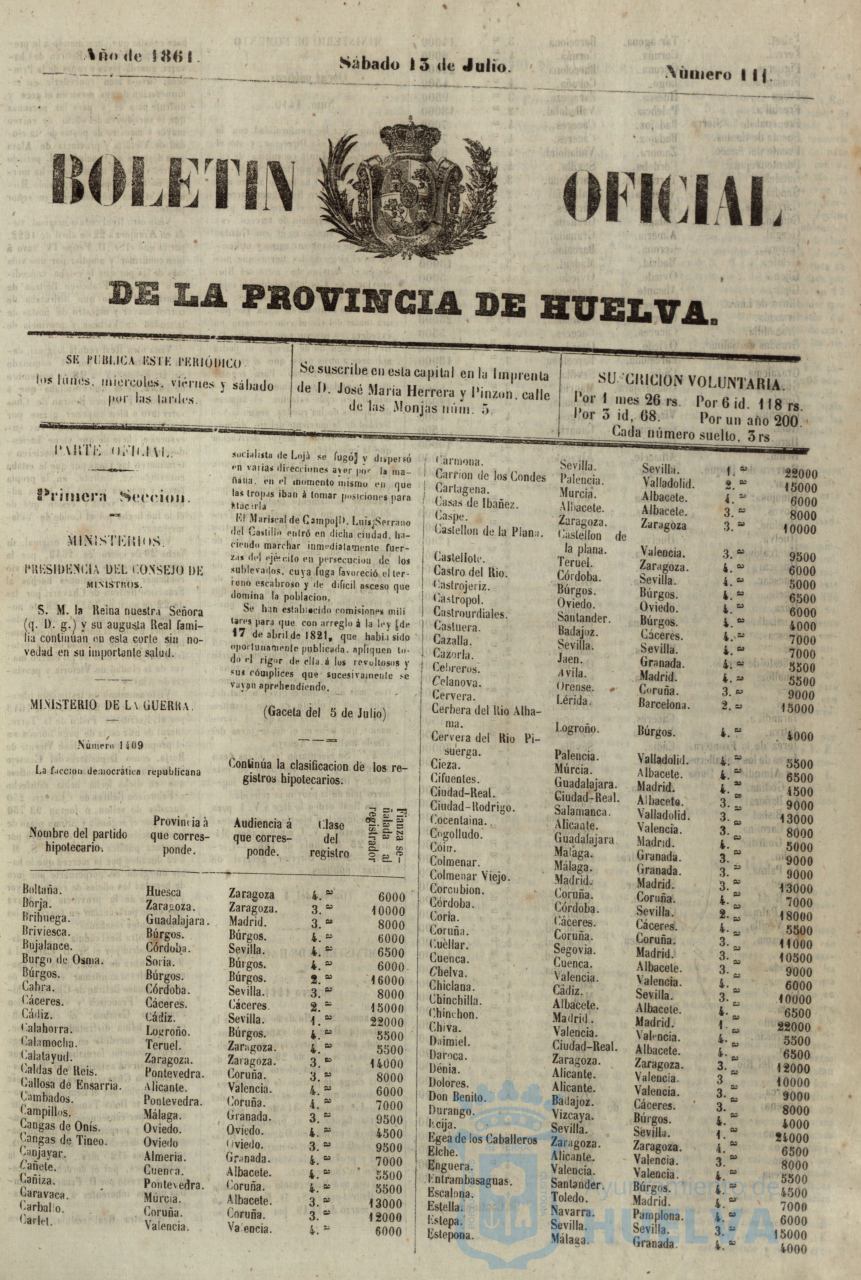 Año de 1861.
Sábado 13 de Julio.
Número 111.
BOLETIN OFICIAL
DE LA PROVINCIA DE HUELVA.
SE PUBLICA ESTE PERIÓDICO
los lúnes, miercoles, viérnes y sábado
por las tardes.
Se suscribe en esta capital en la Imprenta
de D. José María Herrera y Pinzon, calle
de las Monjas núm. 5
SU CRICION VOLUNTARIA.
Por 1 mes 26 rs. Por 6 id. 118 rs.
Por 3 id, 68. Por un año 200.
Cada número suelto, 3 rs
PARTE OFICIAL.
Primera Seccion.
MINISTERIOS.
PRESIDENCIA DEL CONSEJO DE
MINISTROS.
S. M. la Reina nuestra Señora
(q. D. g.) y su augusta Real fami-
lia continúan en esta corte sin no-
vedad en su importante salud.
MINISTERIO DE LA GUERRA.
Número 1409
La faccion democrática republicana
socialista de Loja se fugó y dispersó
en varias direcciones ayer por la ma-
ñana, en el momento mismo en que
las tropas iban á tomar posiciones para
atacarla
El Mariscal de Campo D. Luis Serrano
del Castillo entró en dicha ciudad, ha-
ciendo marchar inmediatamente fuer-
zas del ejército en persecucion de los
sublevados, cuya fuga favoreció el ter-
reno escabroso y de dificil asceso que
domina la poblacion.
Se han establecido comisiones mili
tares para que con arreglo á la ley de
17 de abril de 1821, que habia sido
oportunamente publicada, apliquen to-
do el rigor de ella á los revoltosos y
sus cómplices que sucesivamente se
vayan aprehendiendo.
(Gaceta del 5 de Julio)
Continúa la clasificacion de los re-
gistros hipotecarios.
Nombre del partido hipotecario. Provincia á que corres- ponde. Audiencia á que corres- ponde. Clase del registro Fianza se- ñalada al registrador
Boltaña. Huesca Zaragoza 4.ª 6000
Borja. Zaragoza. Zaragoza. 3.ª 10000
Brihuega. Guadalajara. Madrid. 3.ª 8000
Briviesca. Búrgos. Búrgos. 4.ª 6000
Bujalance. Córdoba. Sevilla. 4.ª 6500
Burgo de Osma. Soria. Búrgos. 4.ª 6000
Búrgos. Búrgos. Búrgos. 2.ª 16000
Cabra. Córdoba. Sevilla. 3.ª 8000
Cáceres. Cáceres. Cáceres. 2.ª 15000
Cádiz. Cádiz. Sevilla. 1.ª 22000
Calahorra. Logroño. Búrgos. 4.ª 5500
Calamocha. Teruel. Zaragoza. 4.ª 5500
Calatayud. Zaragoza. Zaragoza. 3.ª 14000
Caldas de Reis. Pontevedra. Coruña. 3.ª 8000
Callosa de Ensarria. Alicante. Valencia. 4.ª 6000
Cambados. Pontevedra. Coruña. 4.ª 7000
Campillos. Málaga. Granada. 3.ª 9500
Cangas de Onís. Oviedo. Oviedo. 4.ª 4500
Cangas de Tineo. Oviedo Oviedo. 3.ª 9500
Canjayar. Almeria. Granada. 4.ª 7000
Cañete. Cuenca. Albacete. 4.ª 5500
Cañiza. Pontevedra. Coruña. 4.ª 5500
Caravaca. Múrcia. Albacete. 3.ª 13000
Carballo. Coruña. Coruña. 3.ª 12000
Carlet. Valencia. Va encia. 4.ª 6000
Carmona. Sevilla. Sevilla. 1.ª 22000
Carrion de los Condes Palencia. Valladolid. 2.ª 15000
Cartagena. Murcia. Albacete. 4.ª 6000
Casas de Ibañez. Albacete. Albacete. 3.ª 8000
Caspe. Zaragoza. Zaragoza 3.ª 10000
Castellon de la Plana. Castellon de
la plana. Valencia. 3.ª 9500
Castellote. Teruel. Zaragoza. 4.ª 6000
Castro del Rio. Córdoba. Sevilla. 4.ª 5000
Castrojeriz. Búrgos. Búrgos. 4.ª 6500
Castropol. Oviedo. Oviedo. 4.ª 6000
Castrourdiales. Santander. Búrgos. 4.ª 4000
Castuera. Badajoz. Cáceres. 4.ª 7000
Cazalla. Sevilla. Sevilla. 4.ª 7000
Cazorla. Jaen. Granada. 4.ª 5500
Cebreros. Avila. Madrid. 4.ª 5500
Celanova. Orense. Coruña. 3.ª 9000
Cervera. Lérida. Barcelona. 2.ª 15000
Cerbera del Rio Alha-
ma. Logroño. Búrgos. 4.ª 4000
Cervera del Rio Pi-
suerga. Palencia. Valladolid. 4.ª 5500
Cieza. Múrcia. Albacete. 4.ª 6500
Cifuentes. Guadalajara. Madrid. 4.ª 4500
Ciudad-Real. Ciudad-Real. Albacete. 3.ª 9000
Ciudad-Rodrigo. Salamanca. Valladolid. 3.ª 13000
Cocentaina. Alicante. Valencia. 3.ª 8000
Cogolludo. Guadalajara Madrid. 4.ª 5000
Coin. Malaga. Granada. 3.ª 9000
Colmenar. Málaga. Granada. 3.ª 9000
Colmenar Viejo. Madrid. Madrid. 3.ª 13000
Corcubion. Coruña. Coruña. 4.ª 7000
Córdoba. Córdoba. Sevilla. 2.ª 18000
Coria. Cáceres. Cáceres. 4.ª 5500
Coruña. Coruña. Coruña. 3.ª 11000
Cuéllar. Segovia. Madrid. 3.ª 10500
Cuenca. Cuenca. Albacete. 3.ª 9000
Chelva. Valencia. Valencia. 4.ª 6000
Chiclana. Cádiz. Sevilla. 3.ª 10000
Chinchilla. Albacete. Albacete. 4.ª 6500
Chinchon. Madrid. Madrid. 1.ª 22000
Chiva. Valencia. Valencia. 4.ª 5500
Daimiel. Ciudad-Real. Albacete. 4.ª 6500
Daroca. Zaragoza. Zaragoza. 3.ª 12000
Dénia. Alicante. Valencia 3.ª 10000
Dolores. Alicante. Valencia. 3.ª 9000
Don Benito. Badajoz. Cáceres. 3.ª 8000
Durango. Vizcaya. Búrgos. 4.ª 4000
Ecija. Sevilla. Sevilla. 1.ª 24000
Egea de los Caballeros Zaragoza. Zaragoza. 4.ª 6500
Elche. Alicante. Valencia. 3.ª 8000
Enguera. Valencia. Valencia. 4.ª 5500
Entrambasaguas. Santander. Búrgos. 4.ª 4500
Escalona. Toledo. Madrid. 4.ª 7000
Estella. Navarra. Pamplona. 4.ª 6000
Estepa. Sevilla. Sevilla. 3.ª 15000
Estepona. Málaga. Granada. 4.ª 4000
Ayuntamiento de
HUELVA